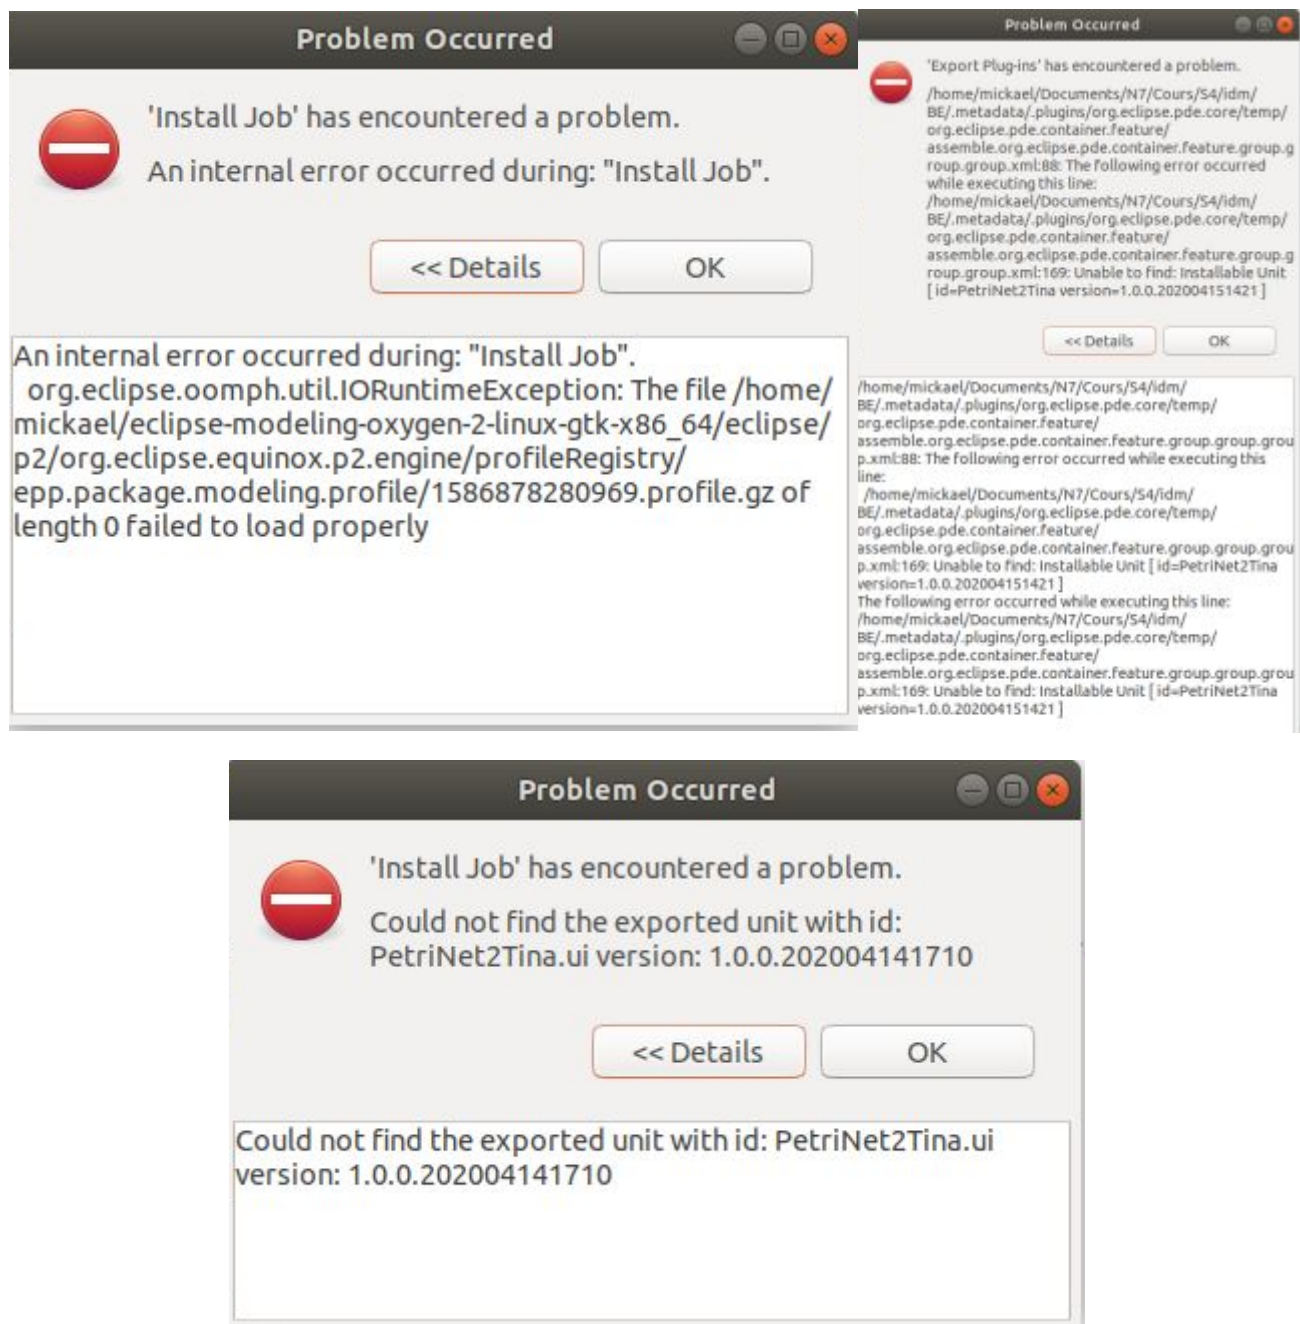 Problem Occurred
'Install Job' has encountered a problem.
An internal error occurred during: "Install Job".
<< Details
OK
An internal error occurred during: "Install Job".
org.eclipse.oomph.util.IORuntimeException: The file /home/
mickael/eclipse-modeling-oxygen-2-linux-gtk-x86_64/eclipse/
p2/org.eclipse.equinox.p2.engine/profileRegistry/
epp.package.modeling.profile/1586878280969.profile.gz of
length 0 failed to load properly
Problem Occurred
'Export Plug-ins' has encountered a problem.
/home/mickael/Documents/N7/Cours/S4/idm/
BE/.metadata/.plugins/org.eclipse.pde.core/temp/
org.eclipse.pde.container.feature/
assemble.org.eclipse.pde.container.feature.group.g
roup.group.xml:88: The following error occurred
while executing this line:
/home/mickael/Documents/N7/Cours/S4/idm/
BE/.metadata/.plugins/org.eclipse.pde.core/temp/
org.eclipse.pde.container.feature/
assemble.org.eclipse.pde.container.feature.group.g
roup.group.xml:169: Unable to find: Installable Unit
[ id=PetriNet2Tina version=1.0.0.202004151421 ]
<< Details
OK
/home/mickael/Documents/N7/Cours/S4/idm/
BE/.metadata/.plugins/org.eclipse.pde.core/temp/
org.eclipse.pde.container.feature/
assemble.org.eclipse.pde.container.feature.group.group.grou
p.xml:88: The following error occurred while executing this
line:
/home/mickael/Documents/N7/Cours/S4/idm/
BE/.metadata/.plugins/org.eclipse.pde.core/temp/
org.eclipse.pde.container.feature/
assemble.org.eclipse.pde.container.feature.group.group.grou
p.xml:169: Unable to find: Installable Unit [ id=PetriNet2Tina
version=1.0.0.202004151421 ]
The following error occurred while executing this line:
/home/mickael/Documents/N7/Cours/S4/idm/
BE/.metadata/.plugins/org.eclipse.pde.core/temp/
org.eclipse.pde.container.feature/
assemble.org.eclipse.pde.container.feature.group.group.grou
p.xml:169: Unable to find: Installable Unit [ id=PetriNet2Tina
version=1.0.0.202004151421 ]
Problem Occurred
'Install Job' has encountered a problem.
Could not find the exported unit with id:
PetriNet2Tina.ui version: 1.0.0.202004141710
<< Details
OK
Could not find the exported unit with id: PetriNet2Tina.ui
version: 1.0.0.202004141710